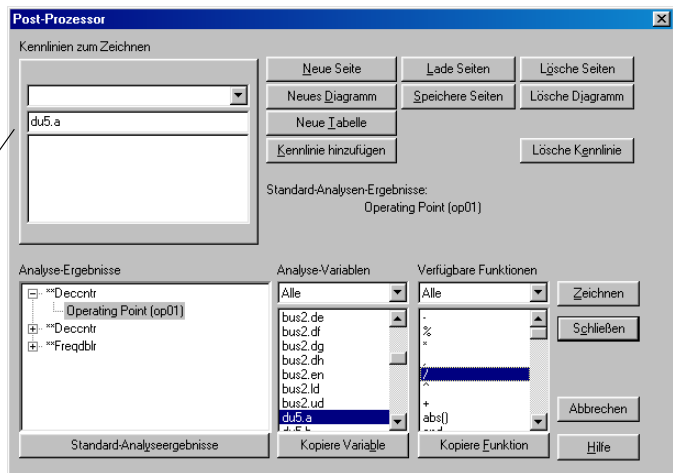 Post-Prozessor
Kennlinien zum Zeichnen
du5.a
Neue Seite
Lade Seiten
Lösche Seiten
Neues Diagramm
Speichere Seiten
Lösche Djagramm
Neue Tabelle
Kennlinie hinzufügen
Lösche Kennlinie
Standard-Analysen-Ergebnisse:
Operating Point (op01)
Analyse-Ergebnisse
**Deccntr
Operating Point (op01)
**Deccntr
**Freqdblr
Standard-Analyseergebnisse
Analyse-Variablen
Alle
bus2.de
bus2.df
bus2.dg
bus2.dh
bus2.en
bus2.ld
bus2.ud
du5.a
Kopiere Variable
Verfügbare Funktionen
Alle
-
%
*
,
/
^
+
abs()
Kopiere Funktion
Zeichnen
Schließen
Abbrechen
Hilfe